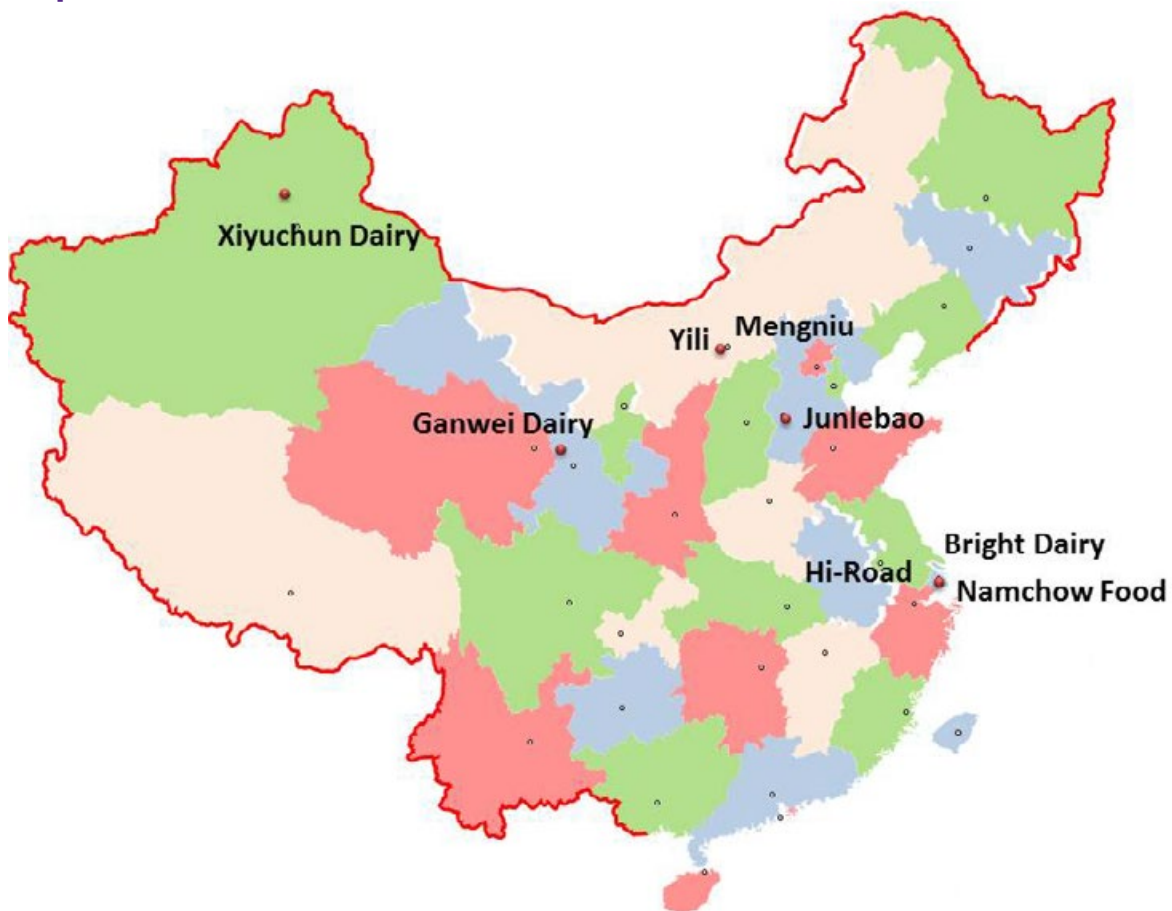 Xiyuchun Dairy
Yili
Mengniu
Ganwei Dairy
Junlebao
Bright Dairy
Hi-Road
Namchow Food